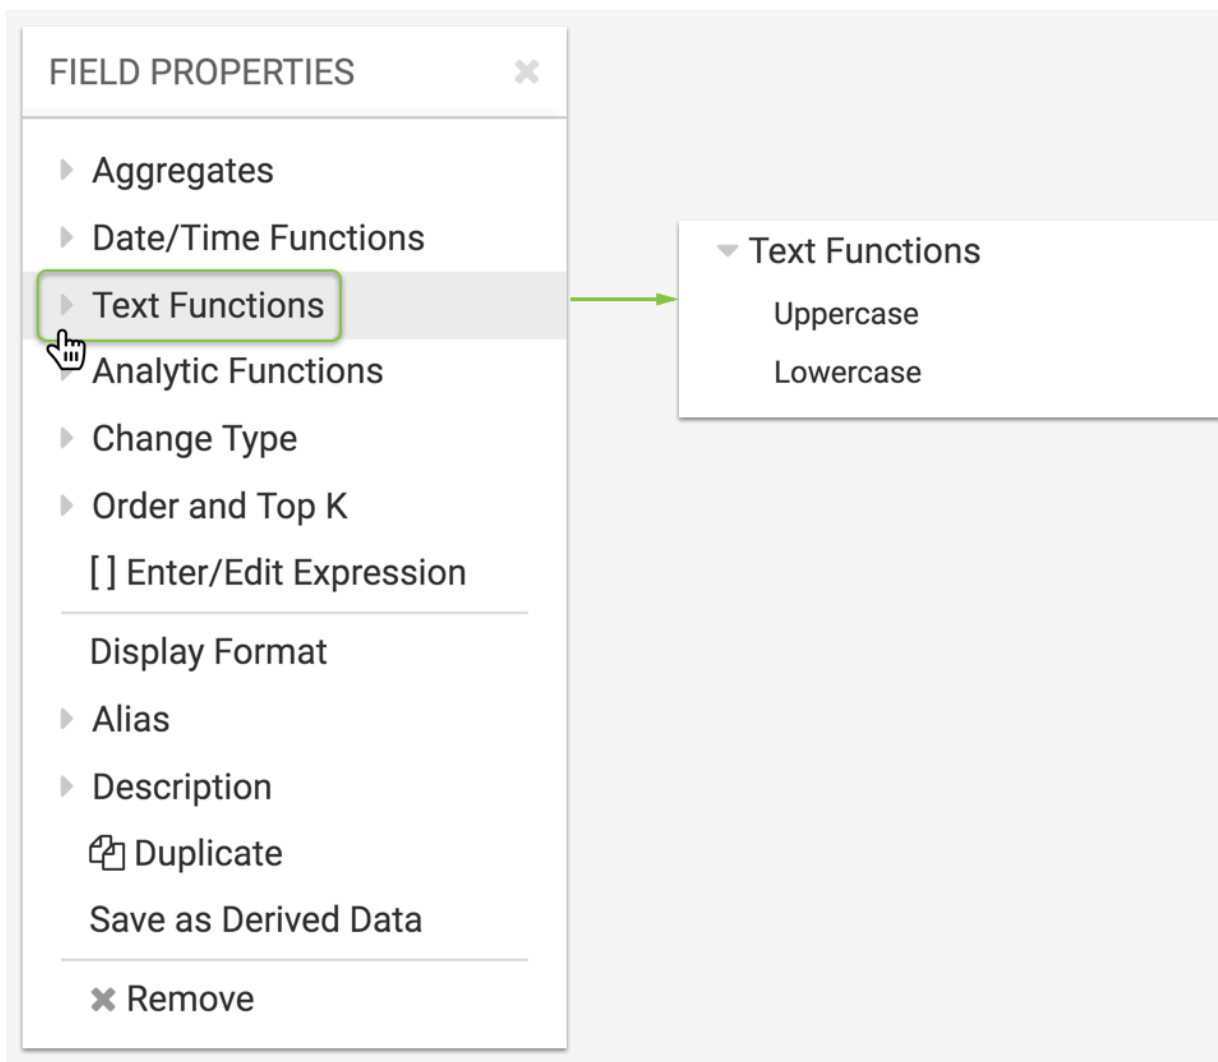 FIELD PROPERTIES
Aggregates
Date/Time Functions
Text Functions
Analytic Functions
Change Type
Order and Top K
[ ] Enter/Edit Expression
Display Format
Alias
Description
Duplicate
Save as Derived Data
Remove
Text Functions
Uppercase
Lowercase